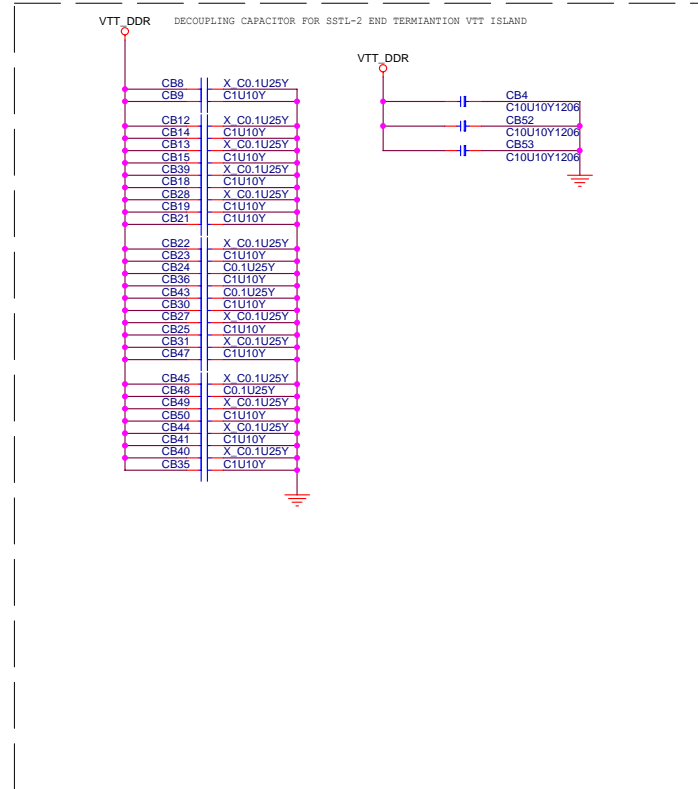 DECOUPLING CAPACITOR FOR SSTL-2 END TERMIANTION VTT ISLAND
VTT_DDR
CB8 X_C0.1U25Y
CB9 C1U10Y
CB12 X_C0.1U25Y
CB14 C1U10Y
CB13 X_C0.1U25Y
CB15 C1U10Y
CB39 X_C0.1U25Y
CB18 C1U10Y
CB28 X_C0.1U25Y
CB19 C1U10Y
CB21 C1U10Y
CB22 X_C0.1U25Y
CB23 C1U10Y
CB24 C0.1U25Y
CB36 C1U10Y
CB43 C0.1U25Y
CB30 C1U10Y
CB27 X_C0.1U25Y
CB25 C1U10Y
CB31 X_C0.1U25Y
CB47 C1U10Y
CB45 X_C0.1U25Y
CB48 C0.1U25Y
CB49 X_C0.1U25Y
CB50 C1U10Y
CB44 X_C0.1U25Y
CB41 C1U10Y
CB40 X_C0.1U25Y
CB35 C1U10Y
VTT_DDR
CB4
C10U10Y1206
CB52
C10U10Y1206
CB53
C10U10Y1206